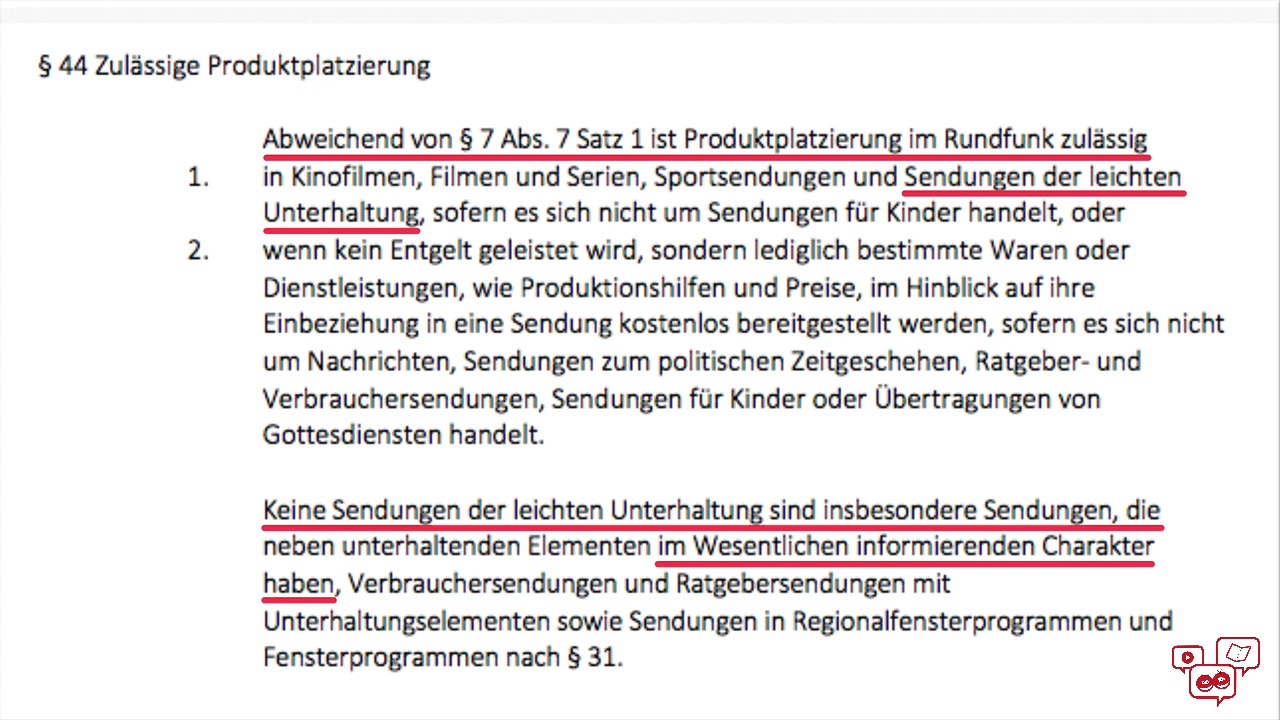 § 44 Zulässige Produktplatzierung
Abweichend von § 7 Abs. 7 Satz 1 ist Produktplatzierung im Rundfunk zulässig
1. in Kinofilmen, Filmen und Serien, Sportsendungen und Sendungen der leichten
Unterhaltung, sofern es sich nicht um Sendungen für Kinder handelt, oder
2. wenn kein Entgelt geleistet wird, sondern lediglich bestimmte Waren oder
Dienstleistungen, wie Produktionshilfen und Preise, im Hinblick auf ihre
Einbeziehung in eine Sendung kostenlos bereitgestellt werden, sofern es sich nicht
um Nachrichten, Sendungen zum politischen Zeitgeschehen, Ratgeber- und
Verbrauchersendungen, Sendungen für Kinder oder Übertragungen von
Gottesdiensten handelt.
Keine Sendungen der leichten Unterhaltung sind insbesondere Sendungen, die
neben unterhaltenden Elementen im Wesentlichen informierenden Charakter
haben, Verbrauchersendungen und Ratgebersendungen mit
Unterhaltungselementen sowie Sendungen in Regionalfensterprogrammen und
Fensterprogrammen nach § 31.